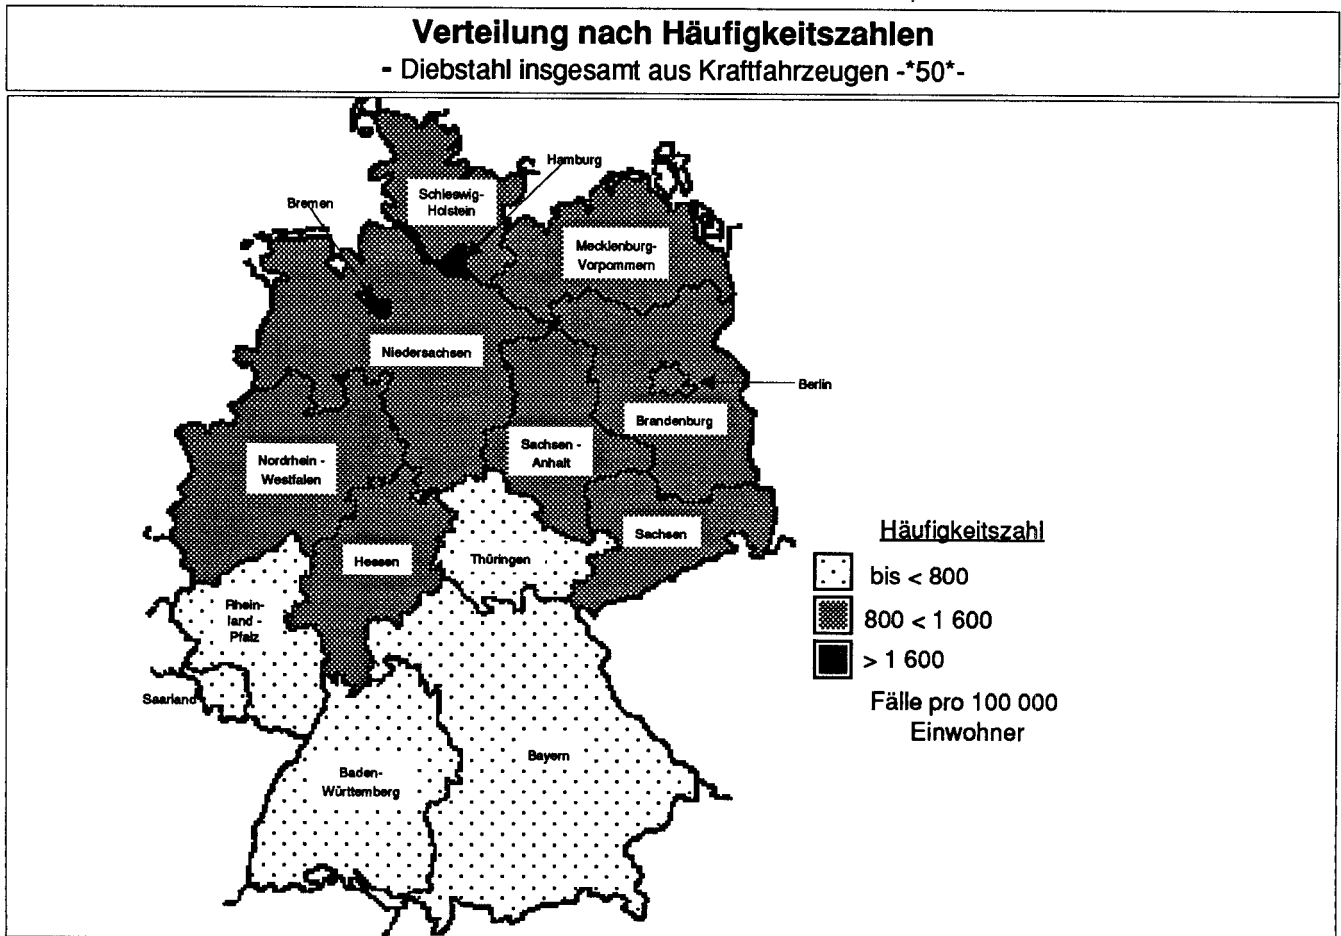 Verteilung nach Häufigkeitszahlen
- Diebstahl insgesamt aus Kraftfahrzeugen -*50*-
Hamburg
Schleswig-
Holstein
Bremen
Mecklenburg-
Vorpommern
Niedersachsen
Berlin
Brandenburg
Sachsen -
Anhalt
Nordrhein -
Westfalen
Sachsen
Hessen
Thüringen
Rhein-
land -
Pfalz
Saarland
Bayern
Baden-
Württemberg
Häufigkeitszahl
bis < 800
800 < 1 600
> 1 600
Fälle pro 100 000
Einwohner